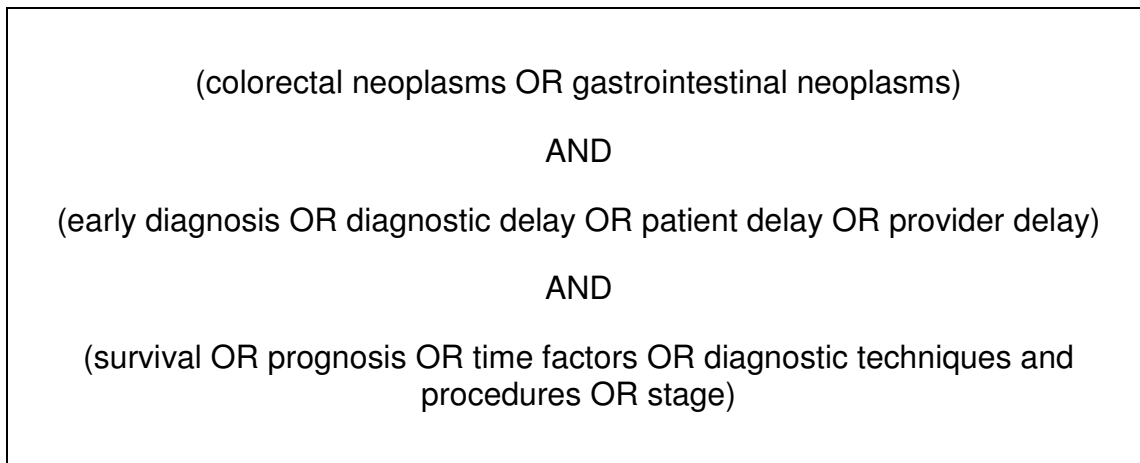 (colorectal neoplasms OR gastrointestinal neoplasms)
AND
(early diagnosis OR diagnostic delay OR patient delay OR provider delay)
AND
(survival OR prognosis OR time factors OR diagnostic techniques and
procedures OR stage)